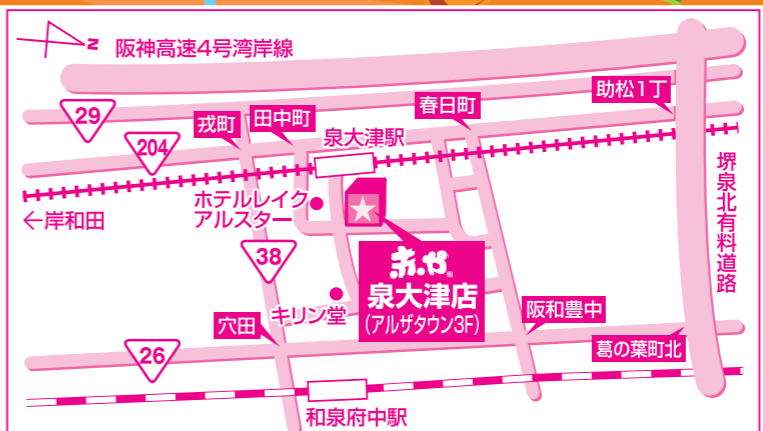 N
阪神高速4号湾岸線
29
204
戎町
田中町
泉大津駅
春日町
助松1丁
←岸和田
ホテルレイク
アルスター
38
泉大津店
(アルザタウン3F)
キリン堂
穴田
阪和豊中
葛の葉町北
堺泉北有料道路
26
和泉府中駅